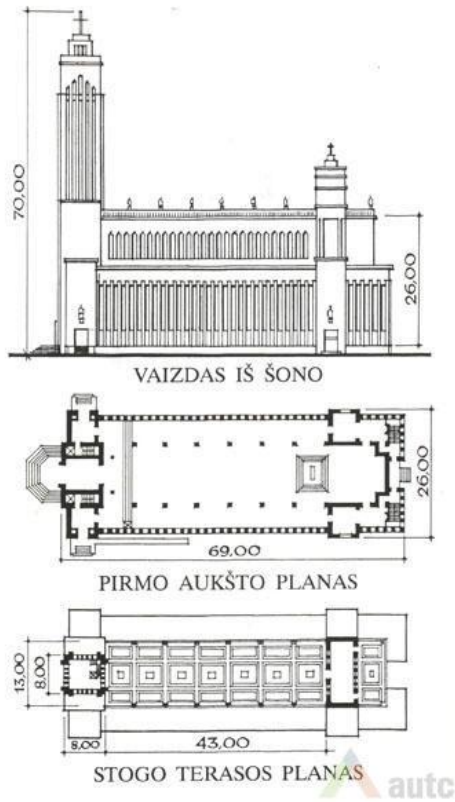 70,00
26,00
VAIZDAS IŠ ŠONO
26,00
69,00
PIRMO AUKŠTO PLANAS
13,00
8,00
8,00
43,00
STOGO TERASOS PLANAS
autc